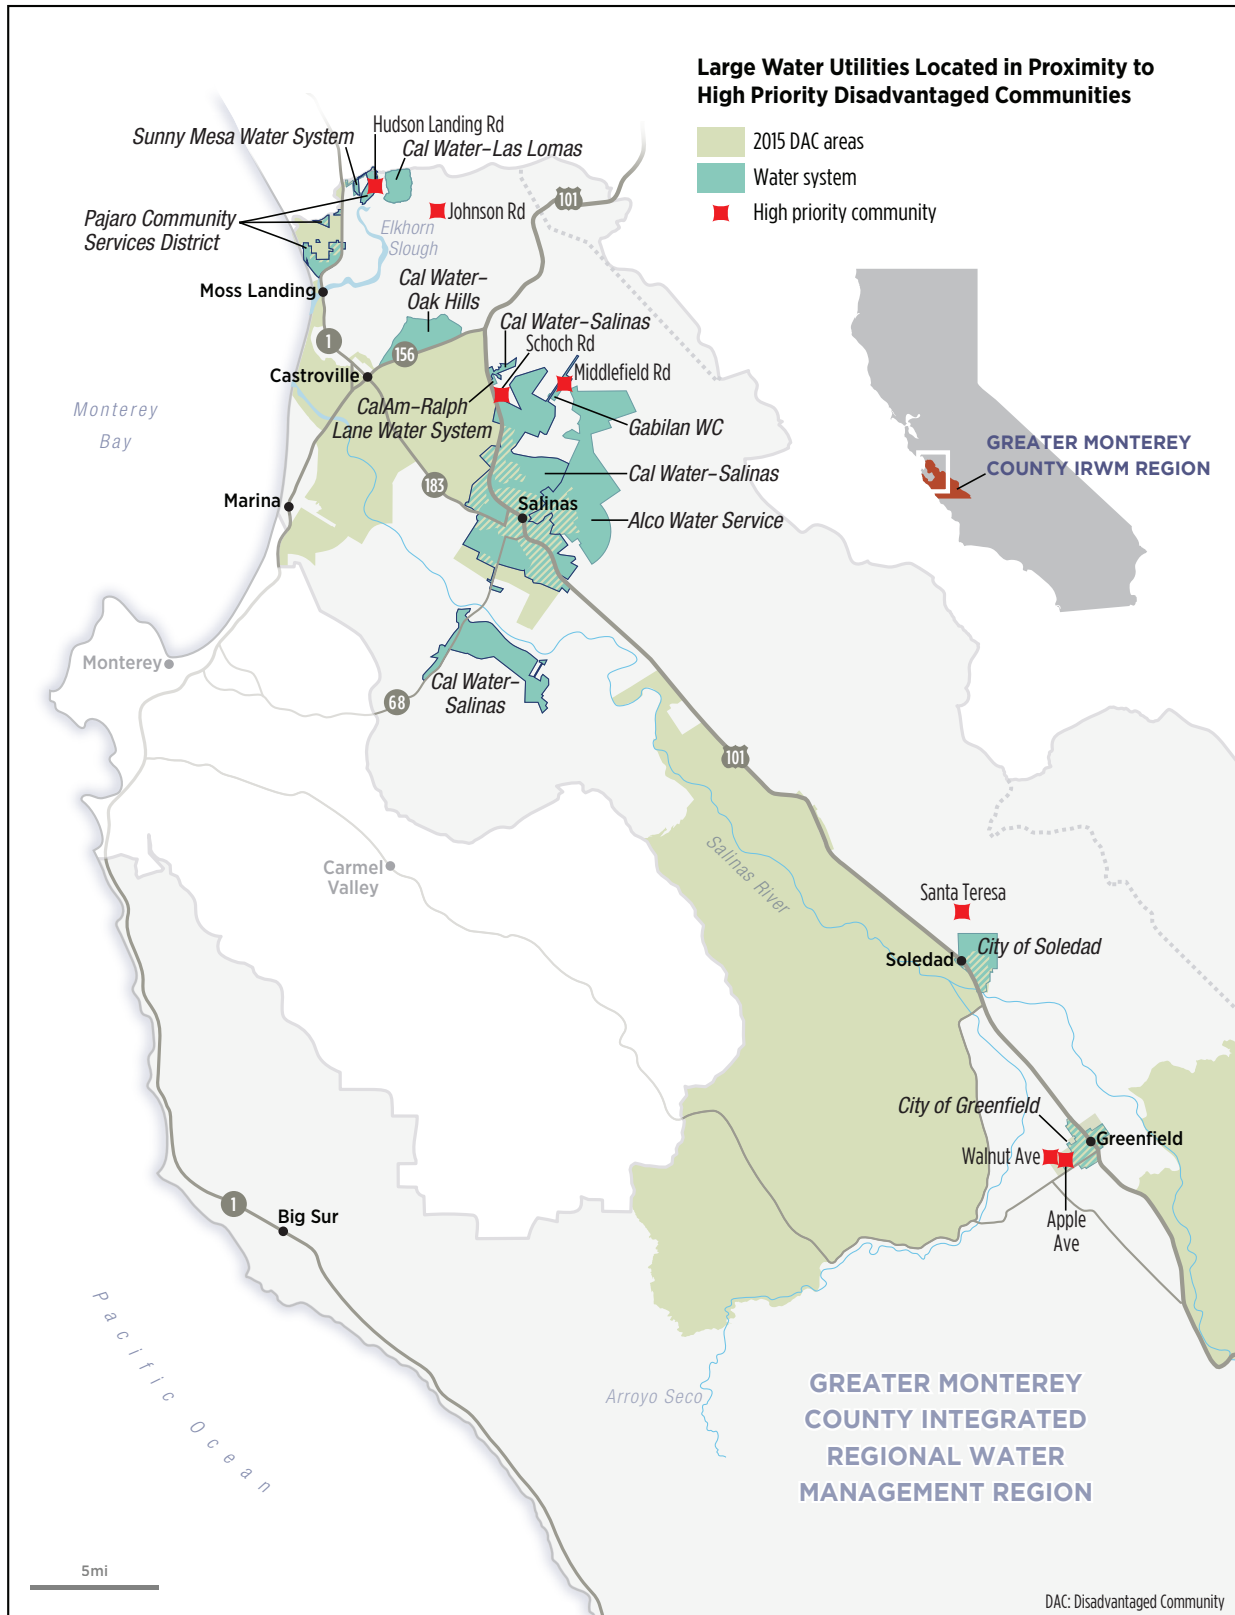 Large Water Utilities Located in Proximity to
High Priority Disadvantaged Communities
2015 DAC areas
Water system
High priority community
Sunny Mesa Water System
Hudson Landing Rd
Cal Water–Las Lomas
Johnson Rd
101
Pajaro Community
Services District
Elkhorn
Slough
Moss Landing
Cal Water–
Oak Hills
Cal Water–Salinas
Schoch Rd
1
156
Middlefield Rd
Castroville
CalAm–Ralph
Lane Water System
Gabilan WC
Monterey
Bay
GREATER MONTEREY
COUNTY IRWM REGION
Cal Water–Salinas
183
Marina
Salinas
Alco Water Service
Monterey
Cal Water–
Salinas
68
101
Salinas River
Carmel
Valley
Santa Teresa
City of Soledad
Soledad
City of Greenfield
Greenfield
Walnut Ave
Apple
Ave
1
Big Sur
Pacific Ocean
Arroyo Seco
GREATER MONTEREY
COUNTY INTEGRATED
REGIONAL WATER
MANAGEMENT REGION
5mi
DAC: Disadvantaged Community